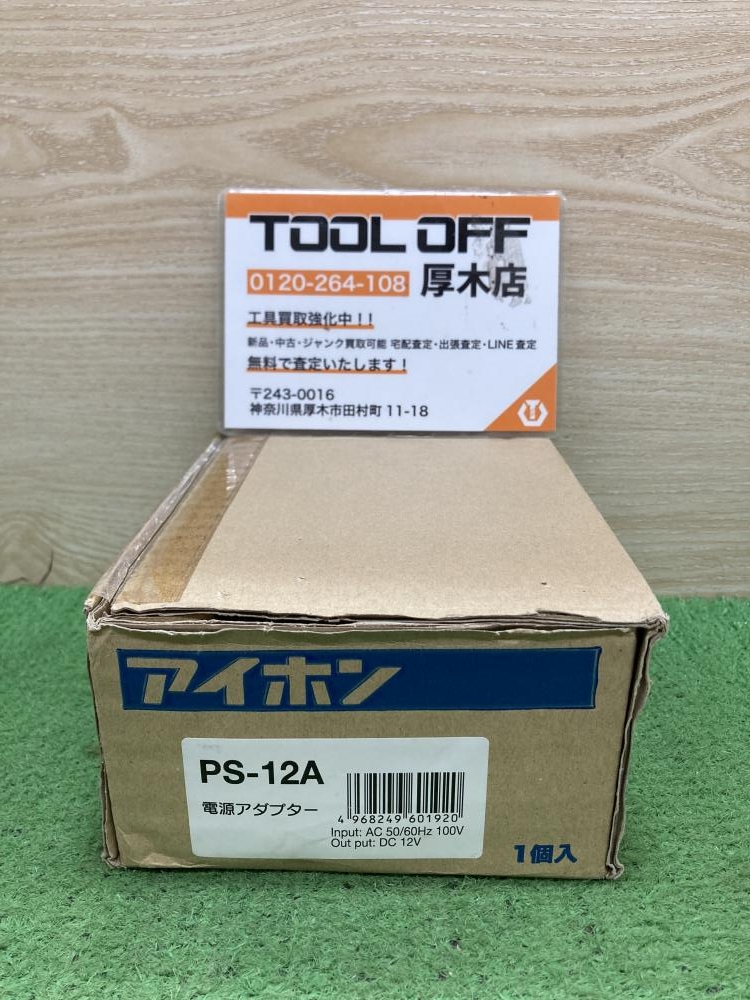 TOOL OFF
0120-264-108 厚木店
工具買取強化中！！
新品・中古・ジャンク買取可能 宅配査定・出張査定・LINE査定
無料で査定いたします！
〒243-0016
神奈川県厚木市田村町 11-18
アイホン
PS-12A
電源アダプター
4 968249 601920
Input: AC 50/60Hz 100V
Out put: DC 12V
1個入